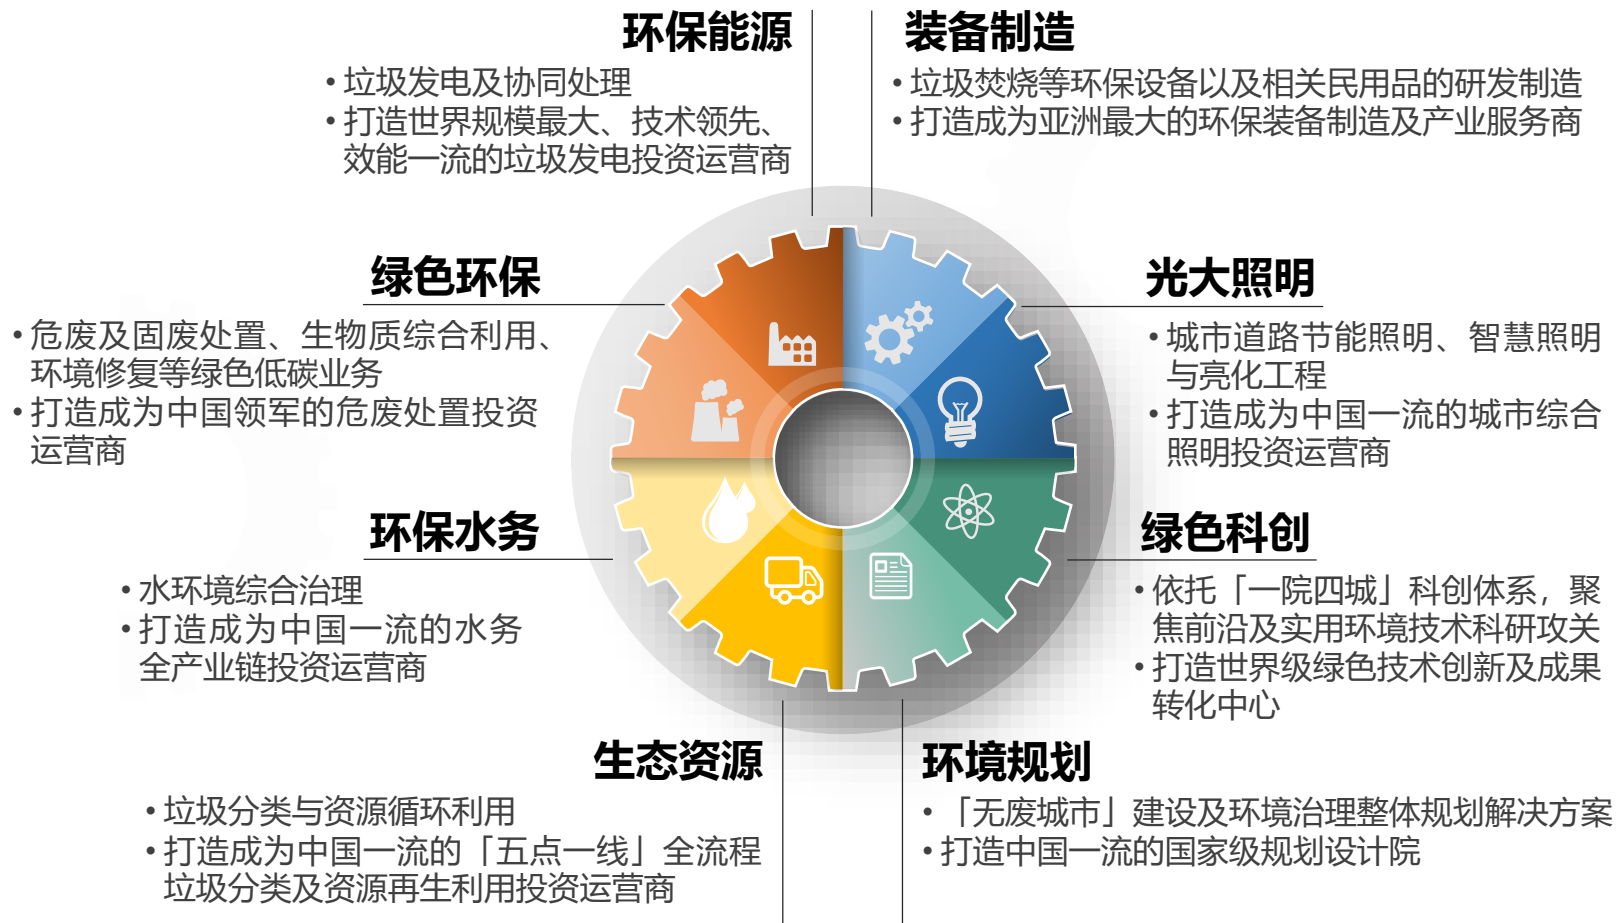 环保能源
• 垃圾发电及协同处理
• 打造世界规模最大、技术领先、
效能一流的垃圾发电投资运营商
装备制造
• 垃圾焚烧等环保设备以及相关民用品的研发制造
• 打造成为亚洲最大的环保装备制造及产业服务商
绿色环保
• 危废及固废处置、生物质综合利用、
环境修复等绿色低碳业务
• 打造成为中国领军的危废处置投资
运营商
光大照明
• 城市道路节能照明、智慧照明
与亮化工程
• 打造成为中国一流的城市综合
照明投资运营商
环保水务
• 水环境综合治理
• 打造成为中国一流的水务
全产业链投资运营商
绿色科创
• 依托「一院四城」科创体系，聚
焦前沿及实用环境技术科研攻关
• 打造世界级绿色技术创新及成果
转化中心
生态资源
• 垃圾分类与资源循环利用
• 打造成为中国一流的「五点一线」全流程
垃圾分类及资源再生利用投资运营商
环境规划
• 「无废城市」建设及环境治理整体规划解决方案
• 打造中国一流的国家级规划设计院